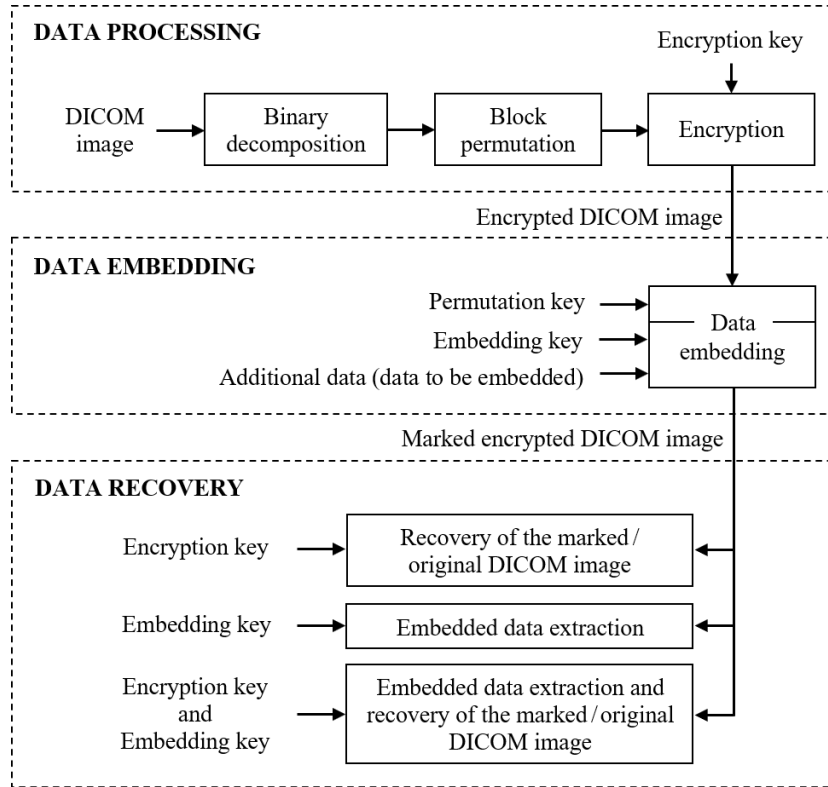 DATA PROCESSING
Encryption key
DICOM
image
Binary
decomposition
Block
permutation
Encryption
Encrypted DICOM image
DATA EMBEDDING
Permutation key
Embedding key
Additional data (data to be embedded)
Data
embedding
Marked encrypted DICOM image
DATA RECOVERY
Encryption key
Recovery of the marked/
original DICOM image
Embedding key
Embedded data extraction
Encryption key
and
Embedding key
Embedded data extraction and
recovery of the marked/original
DICOM image